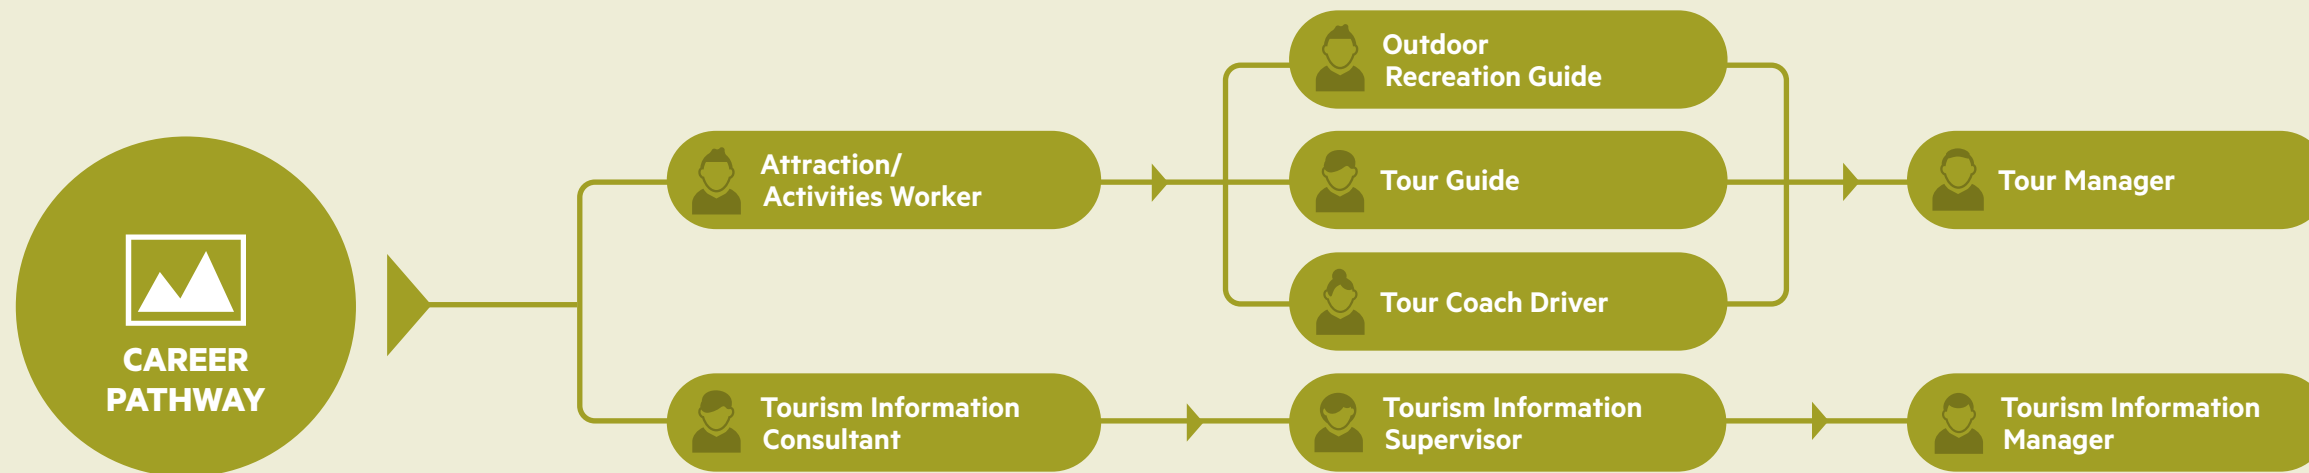 CAREER
PATHWAY
Attraction/
Activities Worker
Outdoor
Recreation Guide
Tour Guide
Tour Coach Driver
Tour Manager
Tourism Information
Consultant
Tourism Information
Supervisor
Tourism Information
Manager